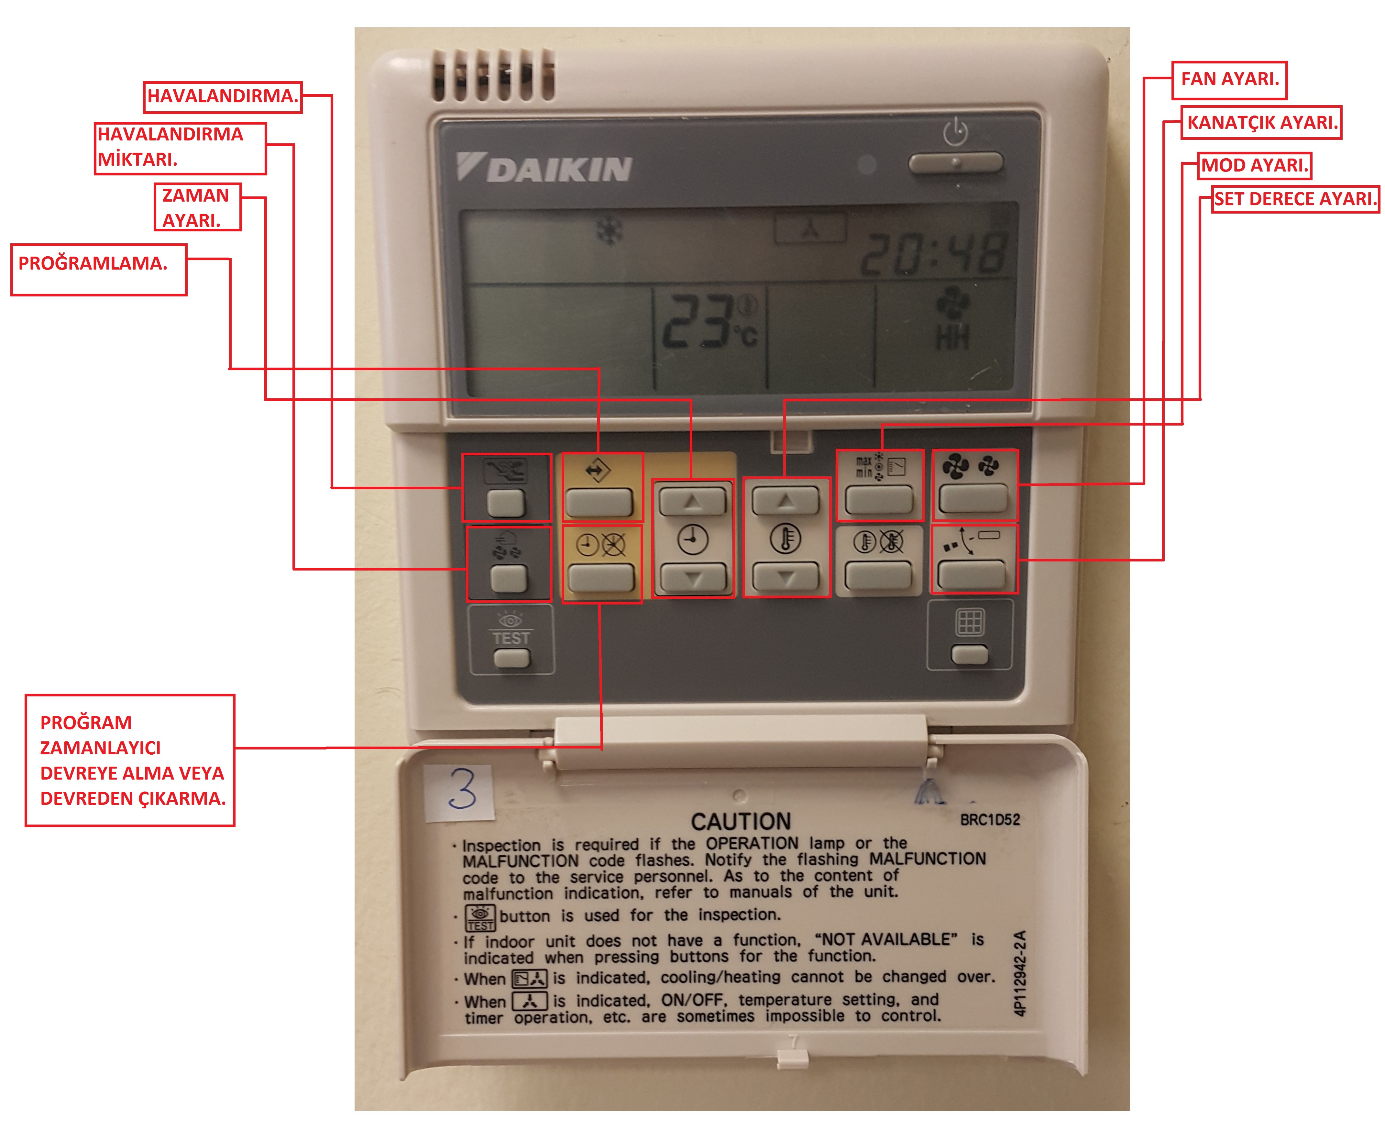 HAVALANDIRMA.
HAVALANDIRMA
MİKTARI.
ZAMAN
AYARI.
PROĞRAMLAMA.
FAN AYARI.
KANATÇIK AYARI.
MOD AYARI.
SET DERECE AYARI.
DAIKIN
20:48
23°C
HH
max
min
TEST
PROĞRAM
ZAMANLAYICI
DEVREYE ALMA VEYA
DEVREDEN ÇIKARMA.
3
CAUTION
BRC1D52
· Inspection is required if the OPERATION lamp or the
MALFUNCTION code flashes. Notify the flashing MALFUNCTION
code to the service personnel. As to the content of
malfunction indication, refer to manuals of the unit.
· TEST button is used for the inspection.
· If indoor unit does not have a function, “NOT AVAILABLE” is
indicated when pressing buttons for the function.
· When is indicated, cooling/heating cannot be changed over.
· When is indicated, ON/OFF, temperature setting, and
timer operation, etc. are sometimes impossible to control.
4P112942-2A
7